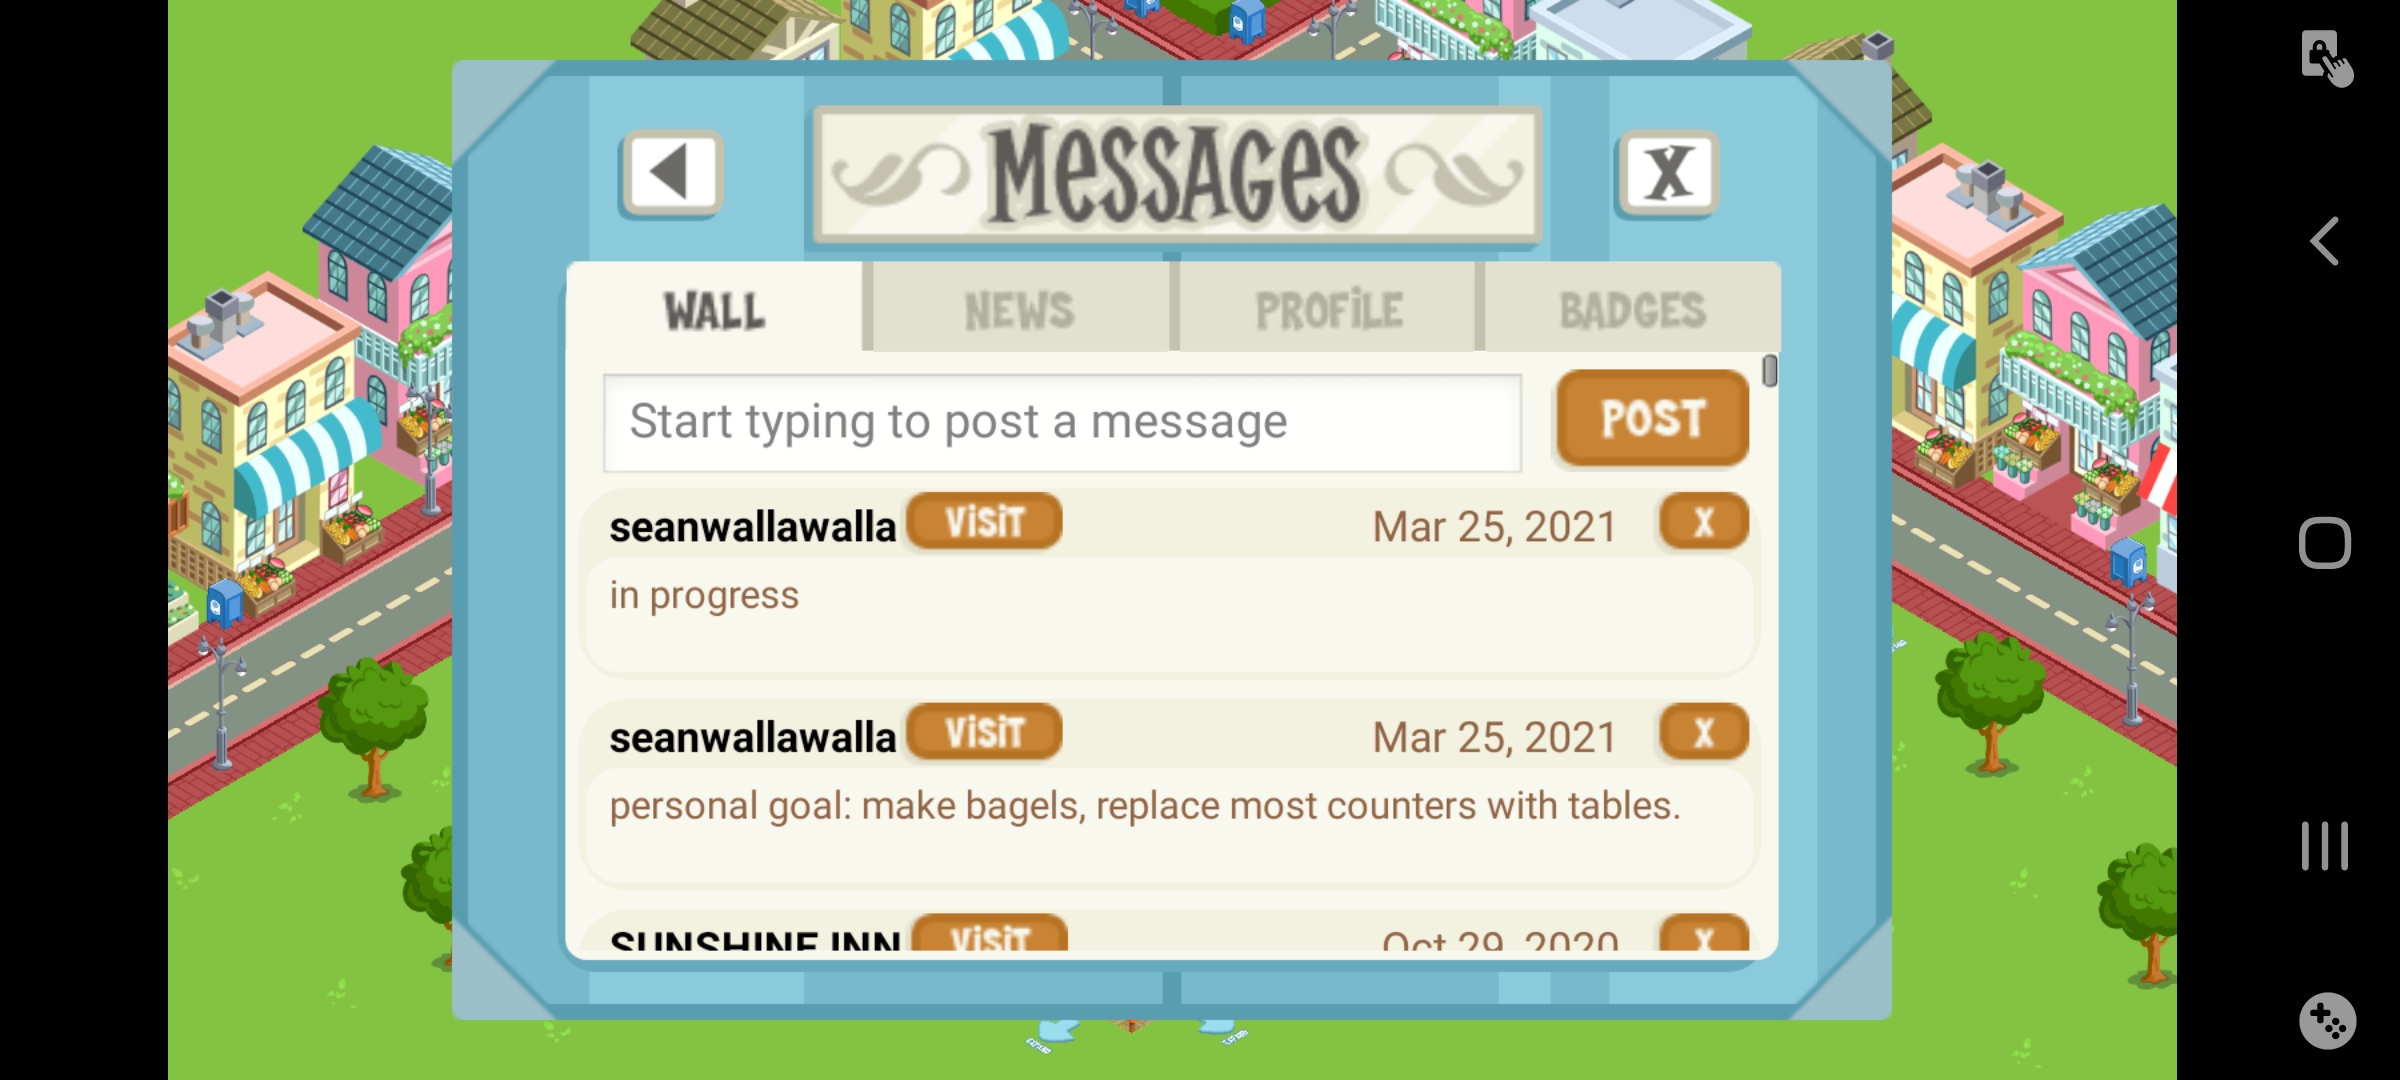 MESSAGES
X
WALL NEWS PROFILE BADGES
Start typing to post a message POST
seanwallawalla VISIT Mar 25, 2021 X
in progress
seanwallawalla VISIT Mar 25, 2021 X
personal goal: make bagels, replace most counters with tables.
SUNSHINE INN VISIT Oct 29, 2020 X